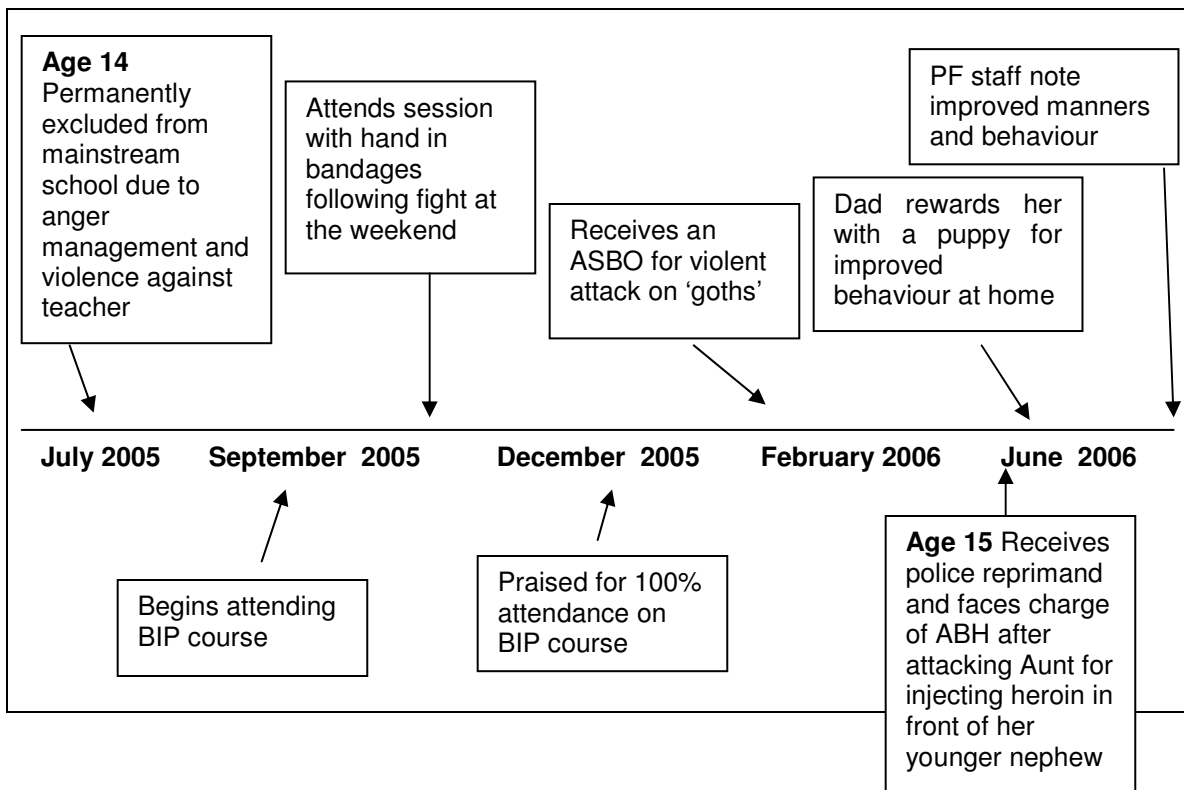 Age 14
Permanently
excluded from
mainstream
school due to
anger
management and
violence against
teacher
Attends session
with hand in
bandages
following fight at
the weekend
Receives an
ASBO for violent
attack on ‘goths’
PF staff note
improved manners
and behaviour
Dad rewards her
with a puppy for
improved
behaviour at home
July 2005 September 2005 December 2005 February 2006 June 2006
Begins attending
BIP course
Praised for 100%
attendance on
BIP course
Age 15 Receives
police reprimand
and faces charge
of ABH after
attacking Aunt for
injecting heroin in
front of her
younger nephew